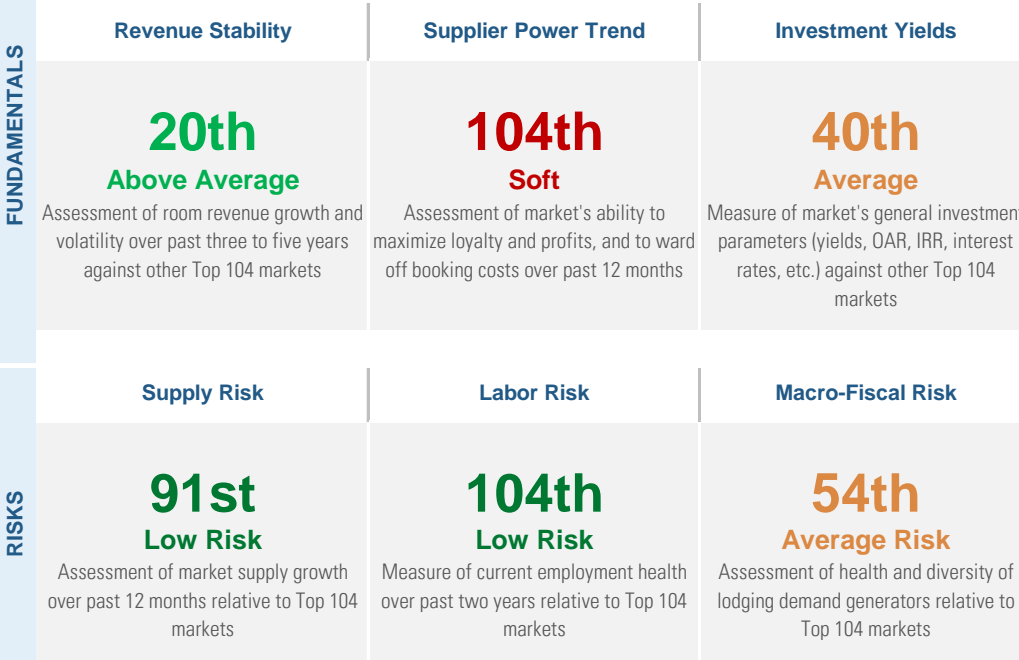 FUNDAMENTALS
Revenue Stability
20th
Above Average
Assessment of room revenue growth and
volatility over past three to five years
against other Top 104 markets
Supplier Power Trend
104th
Soft
Assessment of market's ability to
maximize loyalty and profits, and to ward
off booking costs over past 12 months
Investment Yields
40th
Average
Measure of market's general investment
parameters (yields, OAR, IRR, interest
rates, etc.) against other Top 104
markets
RISKS
Supply Risk
91st
Low Risk
Assessment of market supply growth
over past 12 months relative to Top 104
markets
Labor Risk
104th
Low Risk
Measure of current employment health
over past two years relative to Top 104
markets
Macro-Fiscal Risk
54th
Average Risk
Assessment of health and diversity of
lodging demand generators relative to
Top 104 markets